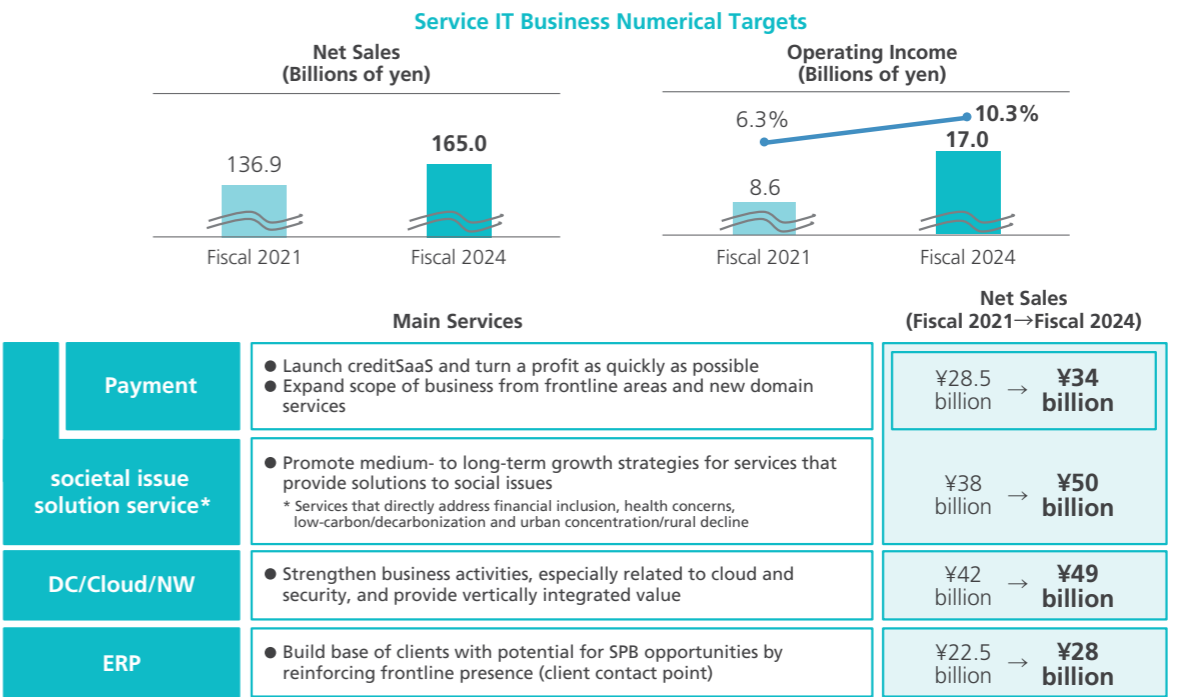 Service IT Business Numerical Targets
Net Sales
(Billions of yen)
136.9
165.0
Fiscal 2021
Fiscal 2024
Operating Income
(Billions of yen)
6.3%
10.3%
8.6
17.0
Fiscal 2021
Fiscal 2024
Main Services
Net Sales
(Fiscal 2021→Fiscal 2024)
Payment
● Launch creditSaaS and turn a profit as quickly as possible
● Expand scope of business from frontline areas and new domain
services
¥28.5
billion
→
¥34
billion
societal issue
solution service*
● Promote medium- to long-term growth strategies for services that
provide solutions to social issues
* Services that directly address financial inclusion, health concerns,
low-carbon/decarbonization and urban concentration/rural decline
¥38
billion
→
¥50
billion
DC/Cloud/NW
● Strengthen business activities, especially related to cloud and
security, and provide vertically integrated value
¥42
billion
→
¥49
billion
ERP
● Build base of clients with potential for SPB opportunities by
reinforcing frontline presence (client contact point)
¥22.5
billion
→
¥28
billion